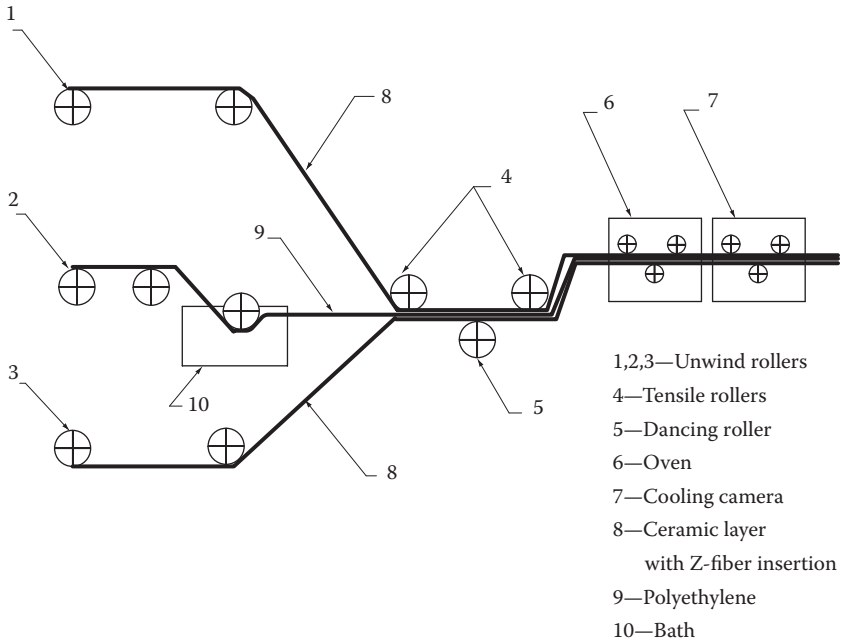 1
8
6
7
4
2
9
3
10
5
8
1,2,3—Unwind rollers
4—Tensile rollers
5—Dancing roller
6—Oven
7—Cooling camera
8—Ceramic layer
with Z-fiber insertion
9—Polyethylene
10—Bath